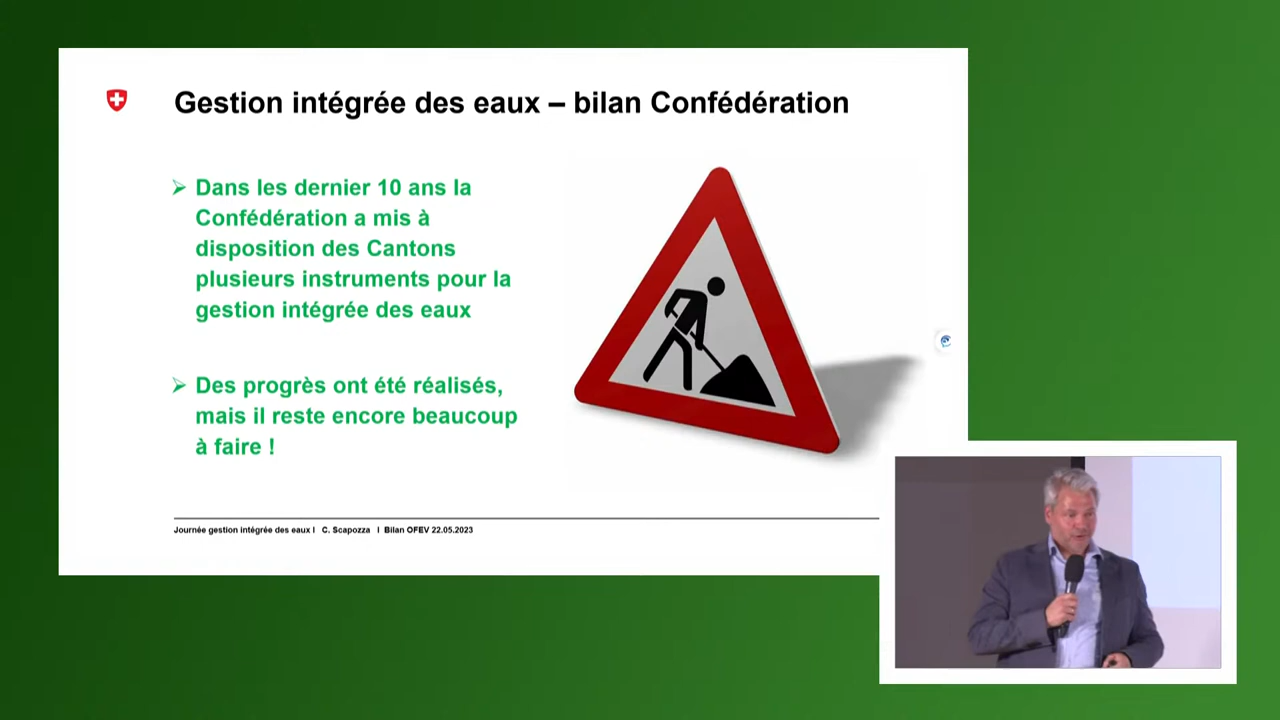 Gestion intégrée des eaux – bilan Confédération
➢ Dans les dernier 10 ans la
Confédération a mis à
disposition des Cantons
plusieurs instruments pour la
gestion intégrée des eaux
➢ Des progrès ont été réalisés,
mais il reste encore beaucoup
à faire !
Journée gestion intégrée des eaux I C. Scapozza I Bilan OFEV 22.05.2023